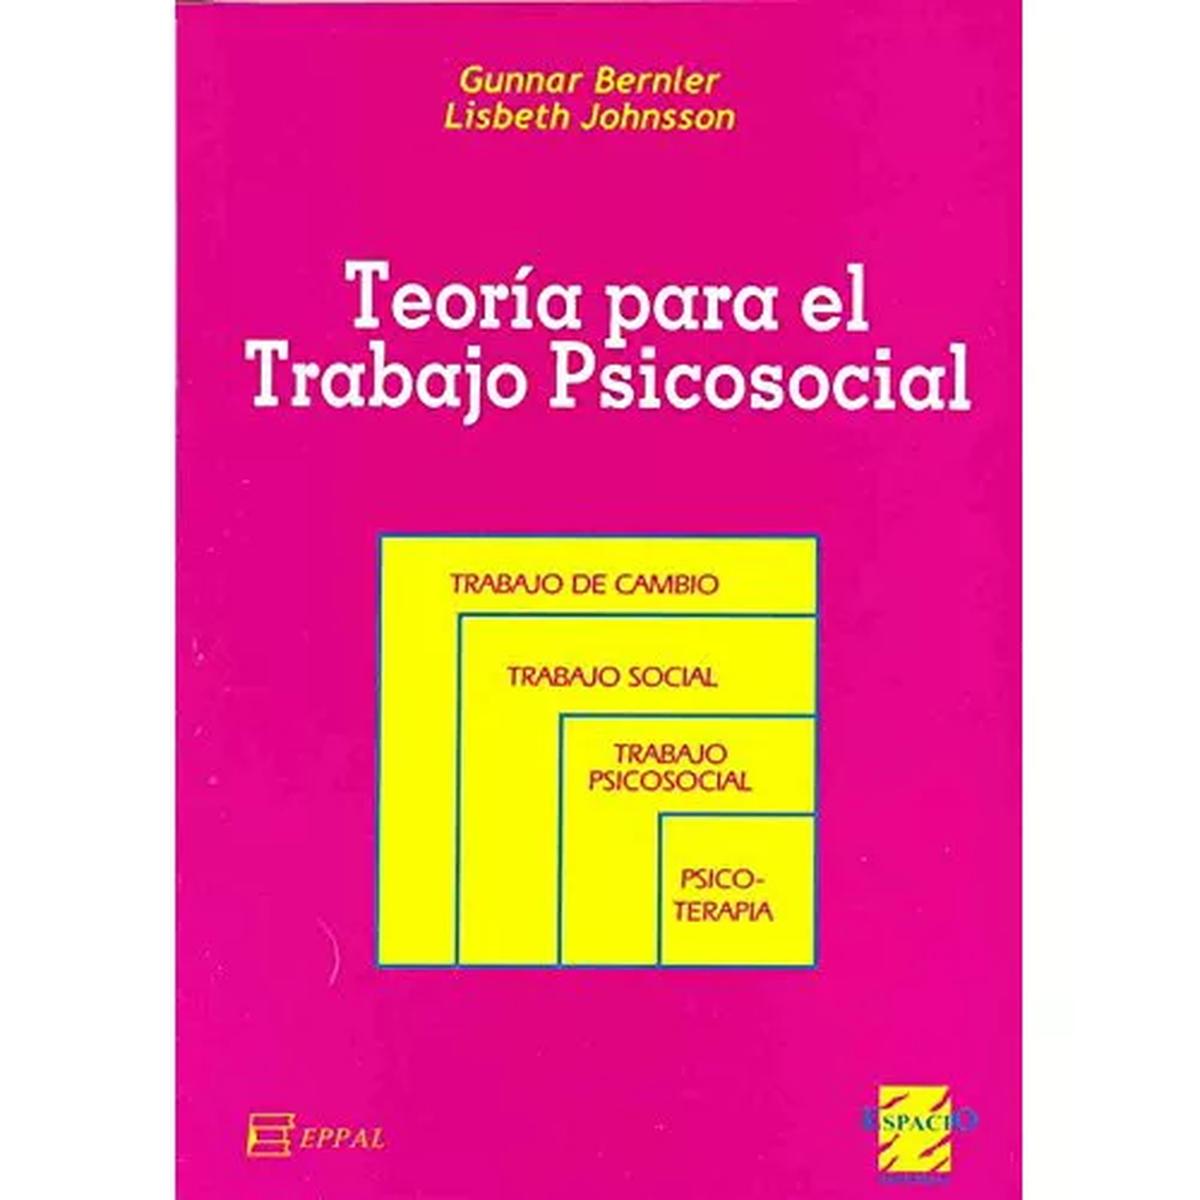 Gunnar Bernler
Lisbeth Johnsson
Teoría para el
Trabajo Psicosocial
TRABAJO DE CAMBIO
TRABAJO SOCIAL
TRABAJO
PSICOSOCIAL
PSICO-
TERAPIA
EPPAL
ESPACIO